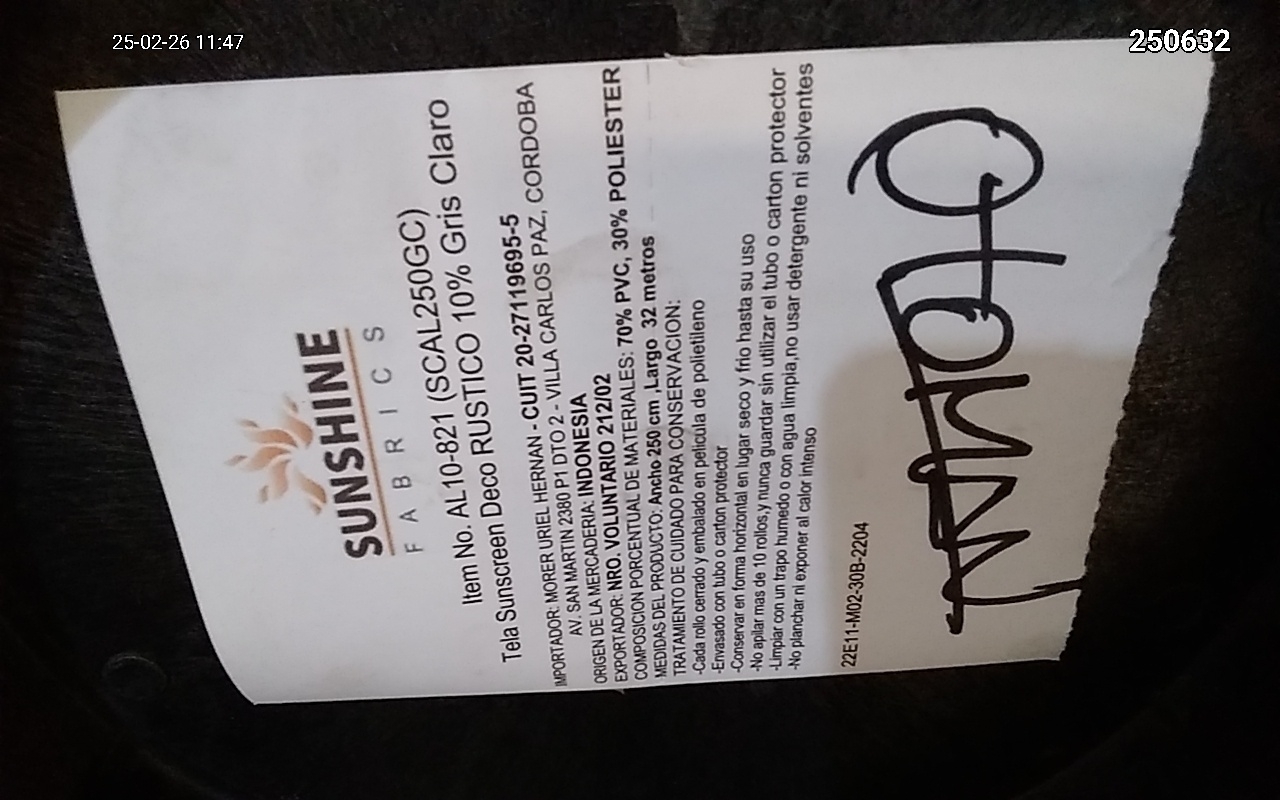 25-02-26 11:47
250632
SUNSHINE
FABRICS
Item No. AL10-821 (SCAL250GC)
Tela Sunscreen Deco RUSTICO 10% Gris Claro
IMPORTADOR: MORER URIEL HERNAN - CUIT 20-27119695-5
AV. SAN MARTIN 2380 P1 DTO 2 - VILLA CARLOS PAZ, CORDOBA
ORIGEN DE LA MERCADERIA: INDONESIA
EXPORTADOR: NRO. VOLUNTARIO 212/02
COMPOSICION PORCENTUAL DE MATERIALES: 70% PVC, 30% POLIESTER
MEDIDAS DEL PRODUCTO: Ancho 250 cm ,Largo 32 metros
TRATAMIENTO DE CUIDADO PARA CONSERVACION:
-Cada rollo cerrado y embalado en pelicula de polietileno
-Envasado con tubo o carton protector
-Conservar en forma horizontal en lugar seco y frio hasta su uso
-No apilar mas de 10 rollos,y nunca guardar sin utilizar el tubo o carton protector
-Limpiar con un trapo humedo o con agua limpia,no usar detergente ni solventes
-No planchar ni exponer al calor intenso
22E11-M02-30B-2204